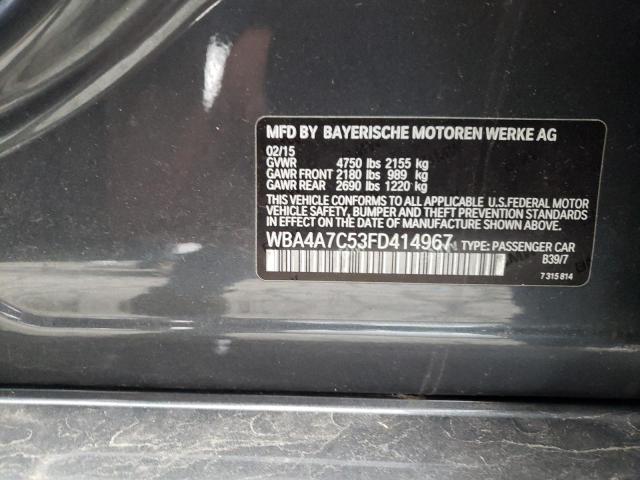 MFD BY BAYERISCHE MOTOREN WERKE AG
02/15
GVWR 4750 lbs 2155 kg
GAWR FRONT 2180 lbs 989 kg
GAWR REAR 2690 lbs 1220 kg
THIS VEHICLE CONFORMS TO ALL APPLICABLE U.S.FEDERAL MOTOR
VEHICLE SAFETY, BUMPER AND THEFT PREVENTION STANDARDS IN
EFFECT ON DATE OF MANUFACTURE SHOWN ABOVE.
WBA4A7C53FD414967 TYPE: PASSENGER CAR
B39/7
7 315 814